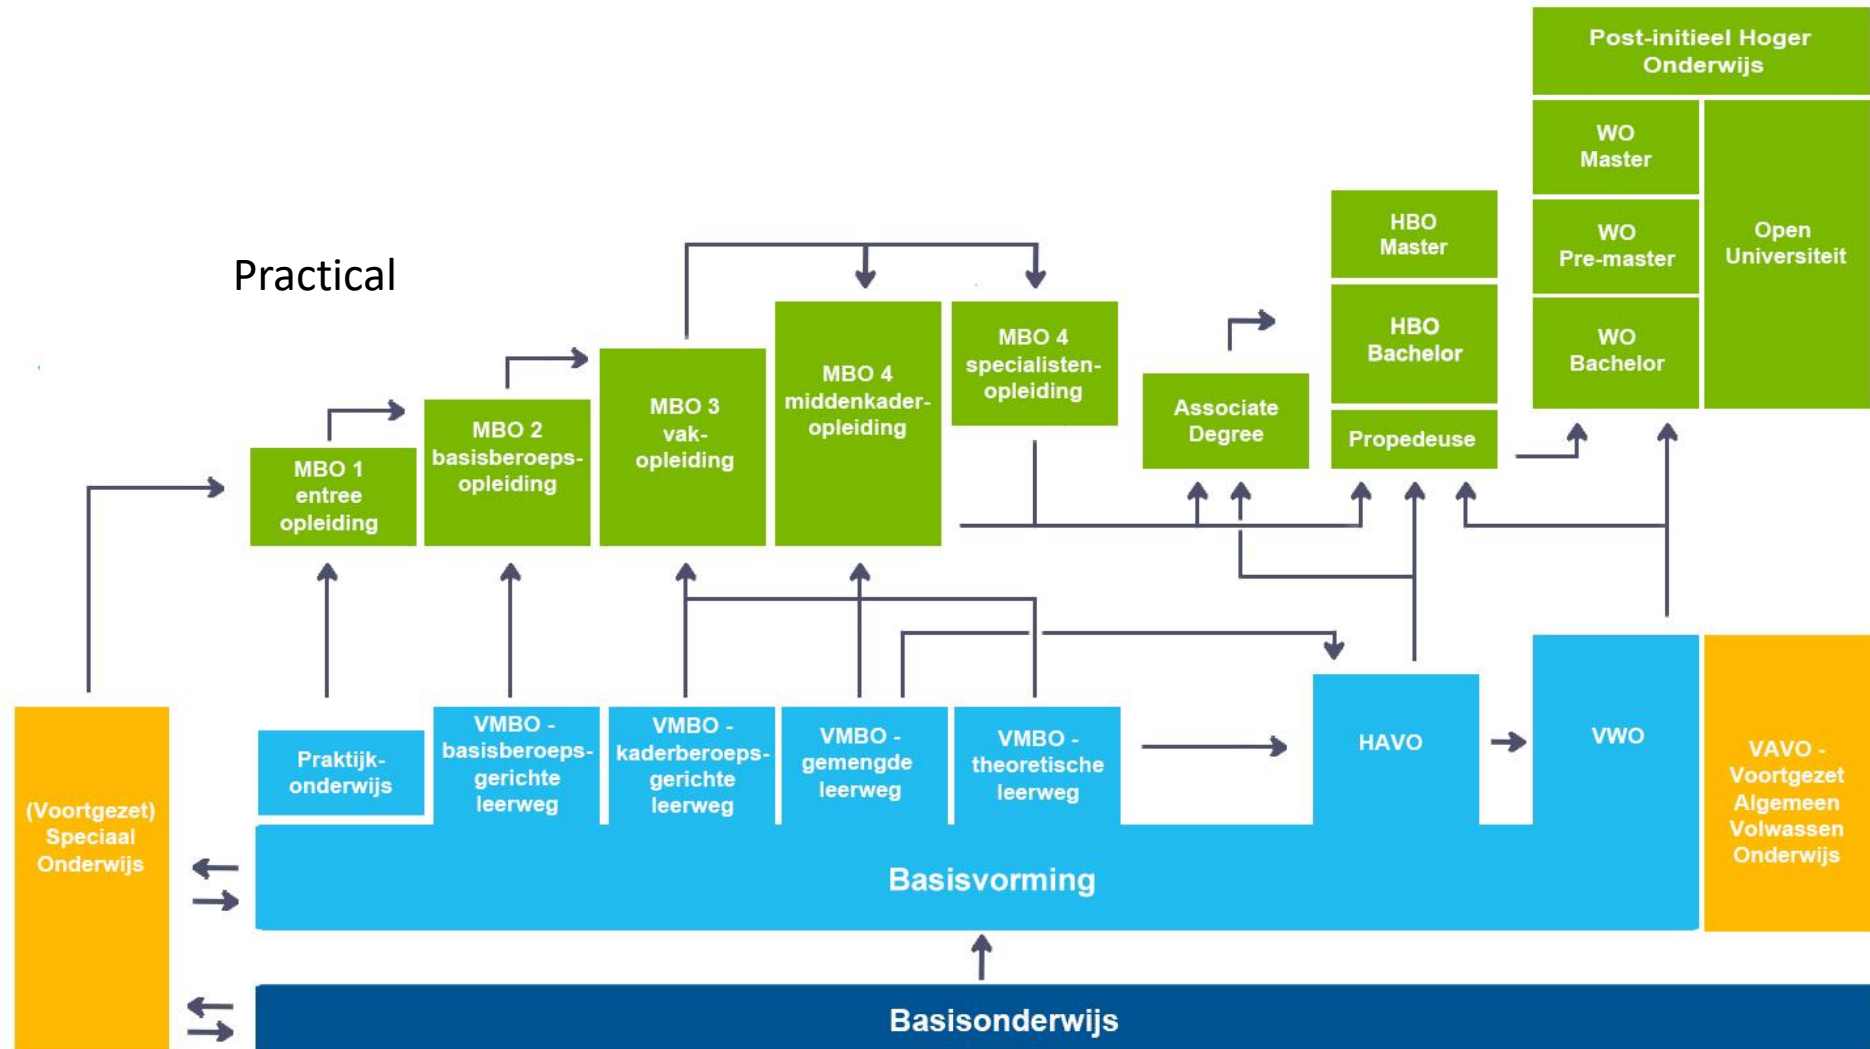 Post-initieel Hoger
Onderwijs
WO
Master
Open
Universiteit
HBO
Master
WO
Pre-master
Practical
HBO
Bachelor
WO
Bachelor
MBO 4
specialisten-
opleiding
MBO 4
middenkader-
opleiding
MBO 3
vak-
opleiding
Associate
Degree
Propedeuse
MBO 2
basisberoeps-
opleiding
MBO 1
entree
opleiding
(Voortgezet)
Speciaal
Onderwijs
Praktijk-
onderwijs
VMBO -
basisberoeps-
gerichte
leerweg
VMBO -
kaderberoeps-
gerichte
leerweg
VMBO -
gemengde
leerweg
VMBO -
theoretische
leerweg
HAVO
VWO
VAVO -
Voortgezet
Algemeen
Volwassen
Onderwijs
Basisvorming
Basisonderwijs